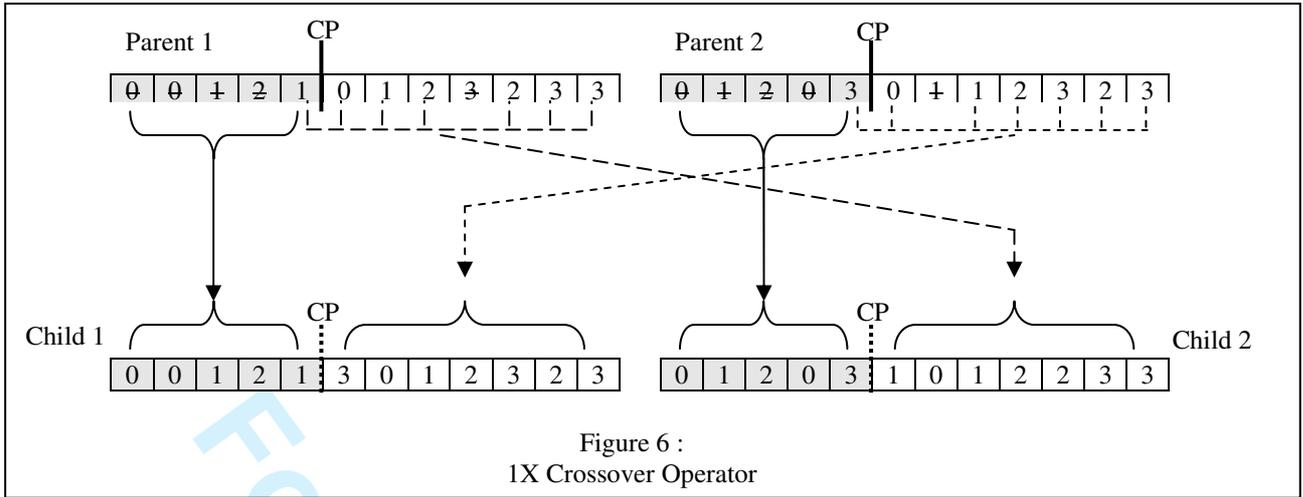 CP CP
Parent 1 Parent 2
0 0 1 2 1 0 1 2 3 2 3 3 0 1 2 0 3 0 1 1 2 3 2 3
CP CP
Child 1 Child 2
0 0 1 2 1 3 0 1 2 3 2 3 0 1 2 0 3 1 0 1 2 2 3 3
Figure 6 :
1X Crossover Operator